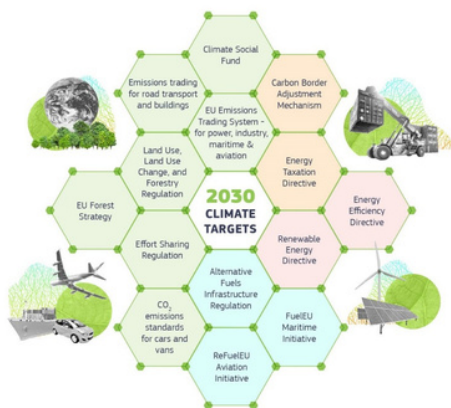 Climate Social
Fund
Emissions trading
for road transport
and buildings
Carbon Border
Adjustment
Mechanism
EU Emissions
Trading System -
for power, industry,
maritime &
aviation
Land Use,
Land Use
Change, and
Forestry
Regulation
Energy
Taxation
Directive
EU Forest
Strategy
2030
CLIMATE
TARGETS
Energy
Efficiency
Directive
Effort Sharing
Regulation
Renewable
Energy
Directive
Alternative
Fuels
Infrastructure
Regulation
CO₂
emissions
standards
for cars and
vans
FuelEU
Maritime
Initiative
ReFuelEU
Aviation
Initiative